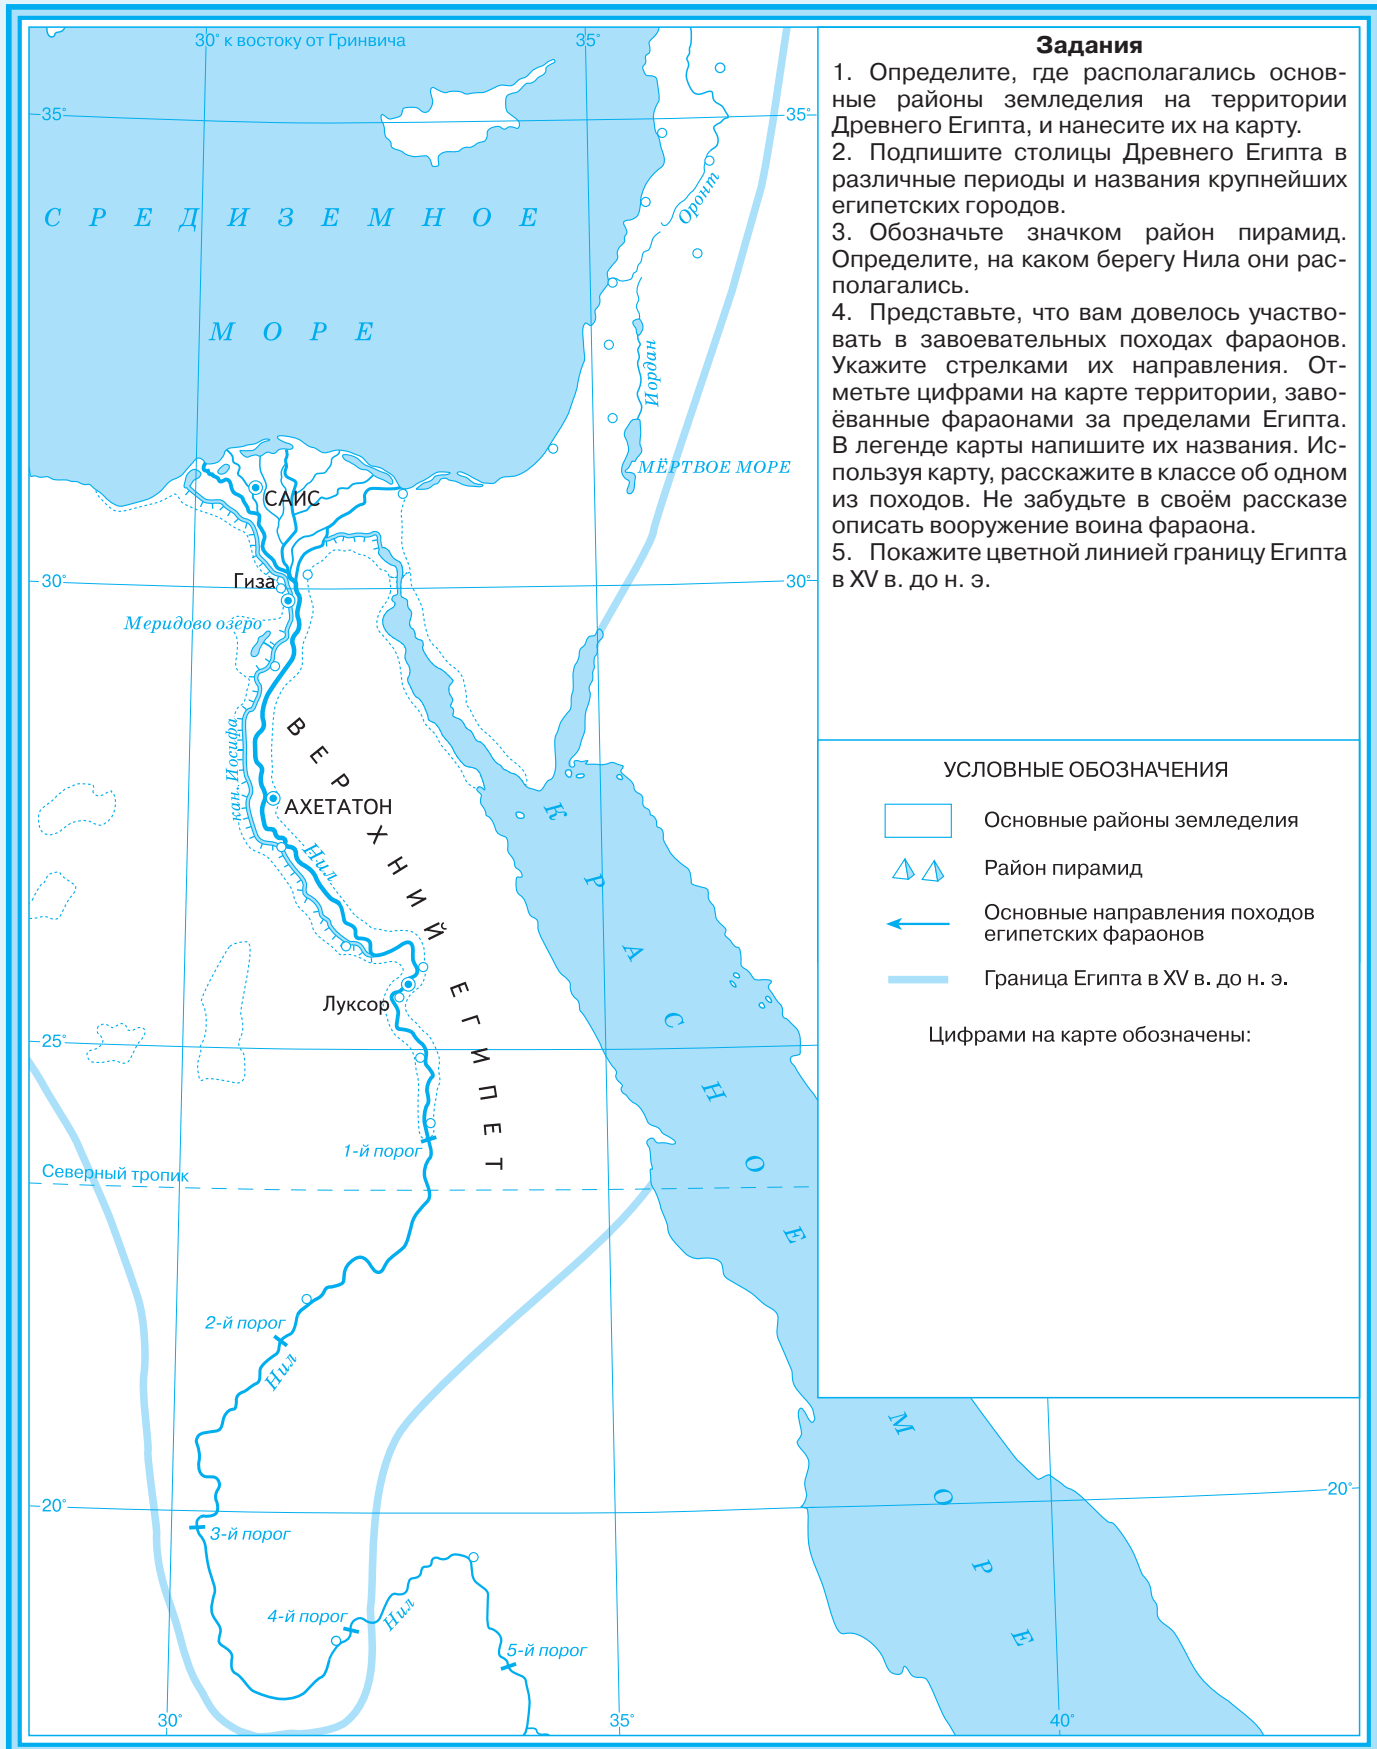 30° к востоку от Гринвича
35°
35°
35°
Оронт
СРЕДИЗЕМНОЕ
МОРЕ
Иордан
МЁРТВОЕ МОРЕ
САИС
30°
Гиза
30°
Меридово озеро
кан. Иосифа
ВЕРХНИЙ ЕГИПЕТ
АХЕТАТОН
Нил
КРАСНОЕ МОРЕ
Луксор
25°
1-й порог
Северный тропик
2-й порог
Нил
20°
20°
3-й порог
4-й порог
Нил
5-й порог
30°
35°
40°
Задания
1. Определите, где располагались основ-
ные районы земледелия на территории
Древнего Египта, и нанесите их на карту.
2. Подпишите столицы Древнего Египта в
различные периоды и названия крупнейших
египетских городов.
3. Обозначьте значком район пирамид.
Определите, на каком берегу Нила они рас-
полагались.
4. Представьте, что вам довелось участво-
вать в завоевательных походах фараонов.
Укажите стрелками их направления. От-
метьте цифрами на карте территории, заво-
ёванные фараонами за пределами Египта.
В легенде карты напишите их названия. Ис-
пользуя карту, расскажите в классе об одном
из походов. Не забудьте в своём рассказе
описать вооружение воина фараона.
5. Покажите цветной линией границу Египта
в XV в. до н. э.
УСЛОВНЫЕ ОБОЗНАЧЕНИЯ
Основные районы земледелия
Район пирамид
Основные направления походов
египетских фараонов
Граница Египта в XV в. до н. э.
Цифрами на карте обозначены: